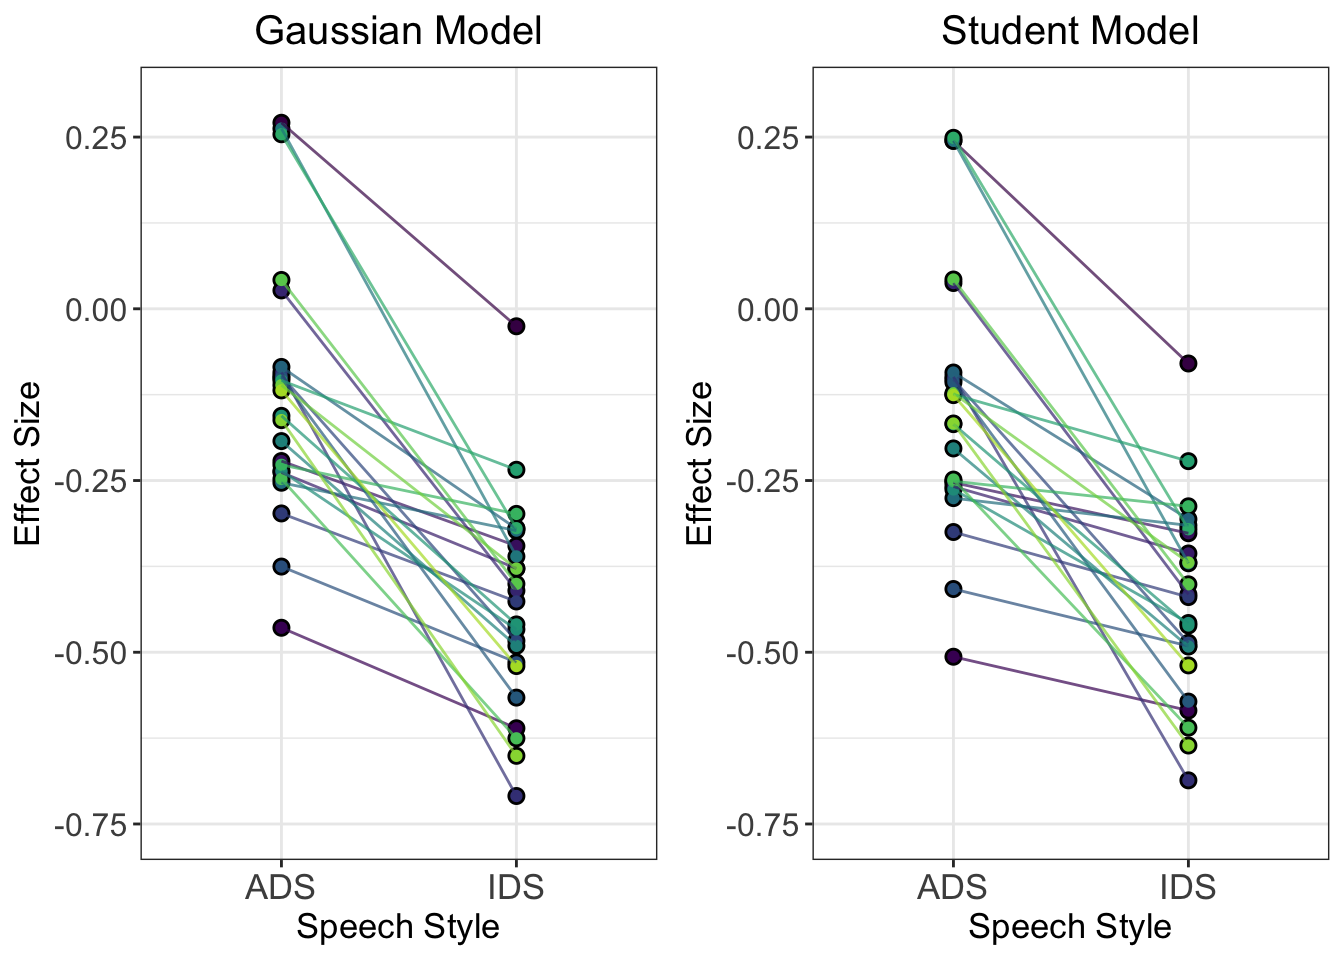 Gaussian Model
Effect Size
0.25
0.00
-0.25
-0.50
-0.75
ADS IDS
Speech Style
Student Model
Effect Size
0.25
0.00
-0.25
-0.50
-0.75
ADS IDS
Speech Style